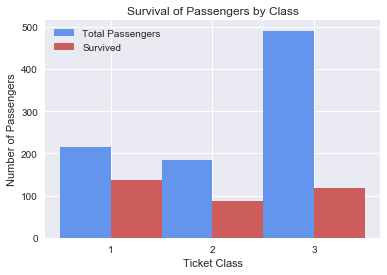 Survival of Passengers by Class
Total Passengers
Survived
Number of Passengers
500
400
300
200
100
0
1 2 3
Ticket Class